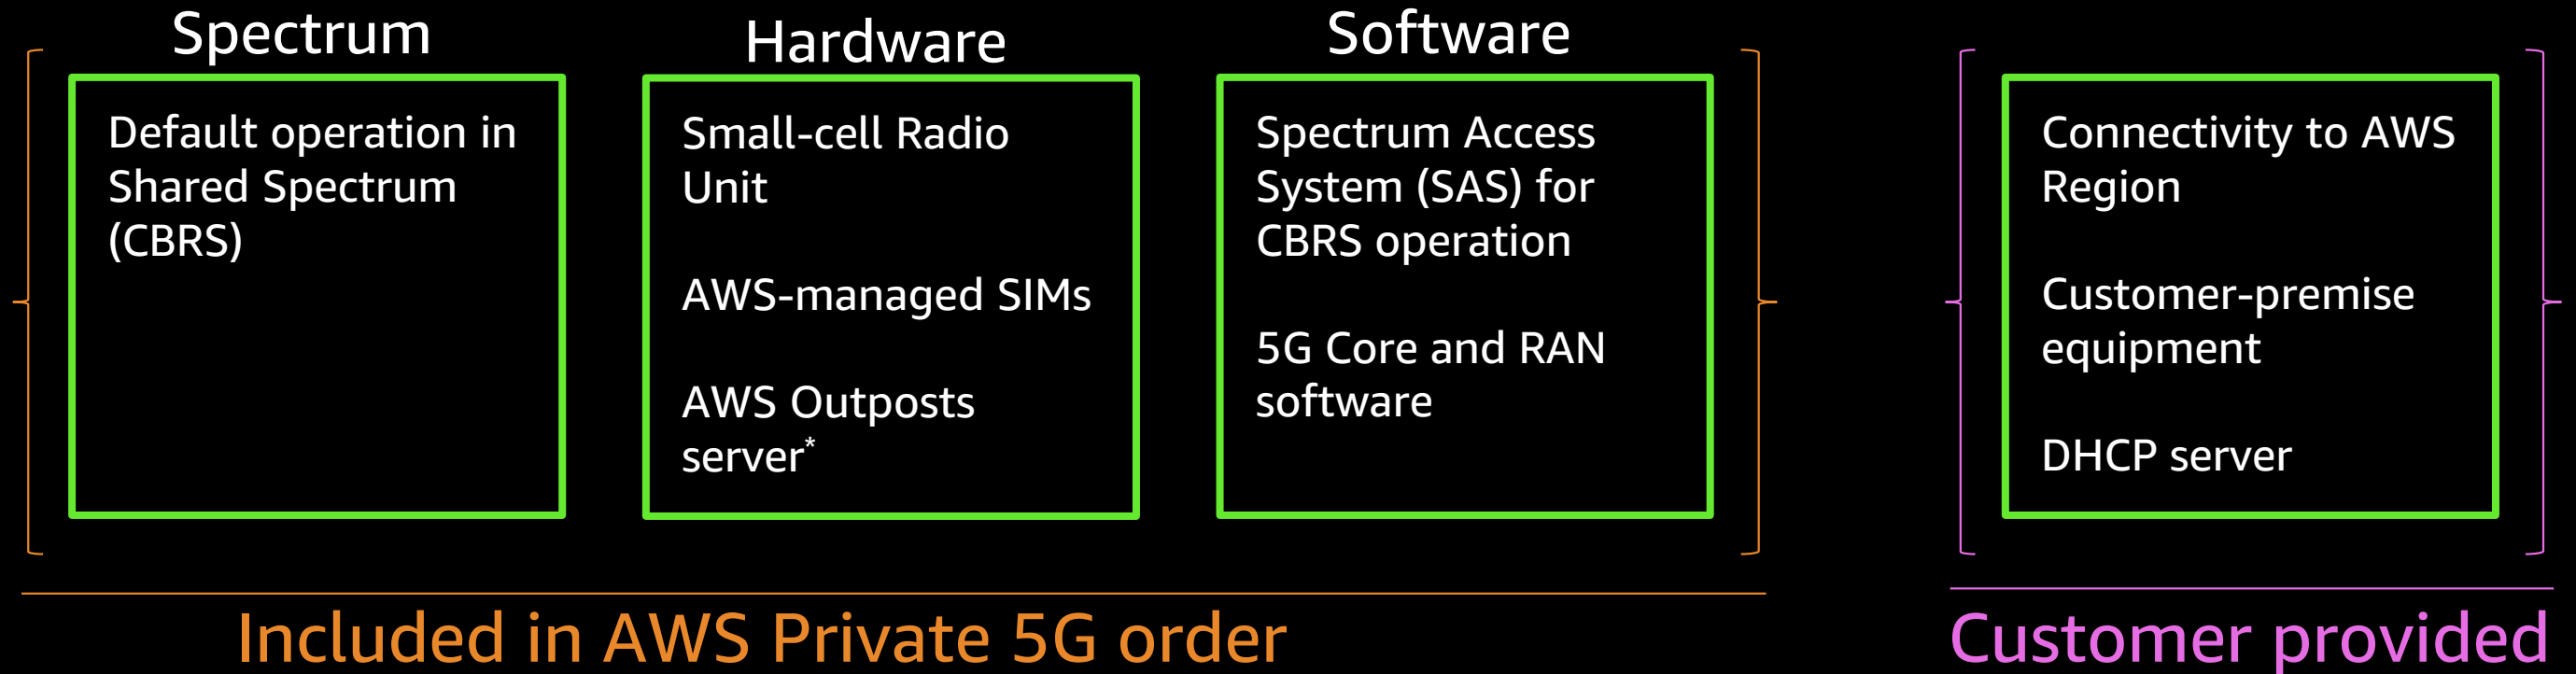 Spectrum
Default operation in
Shared Spectrum
(CBRS)
Hardware
Small-cell Radio
Unit
AWS-managed SIMs
AWS Outposts
server*
Software
Spectrum Access
System (SAS) for
CBRS operation
5G Core and RAN
software
Included in AWS Private 5G order
Connectivity to AWS
Region
Customer-premise
equipment
DHCP server
Customer provided